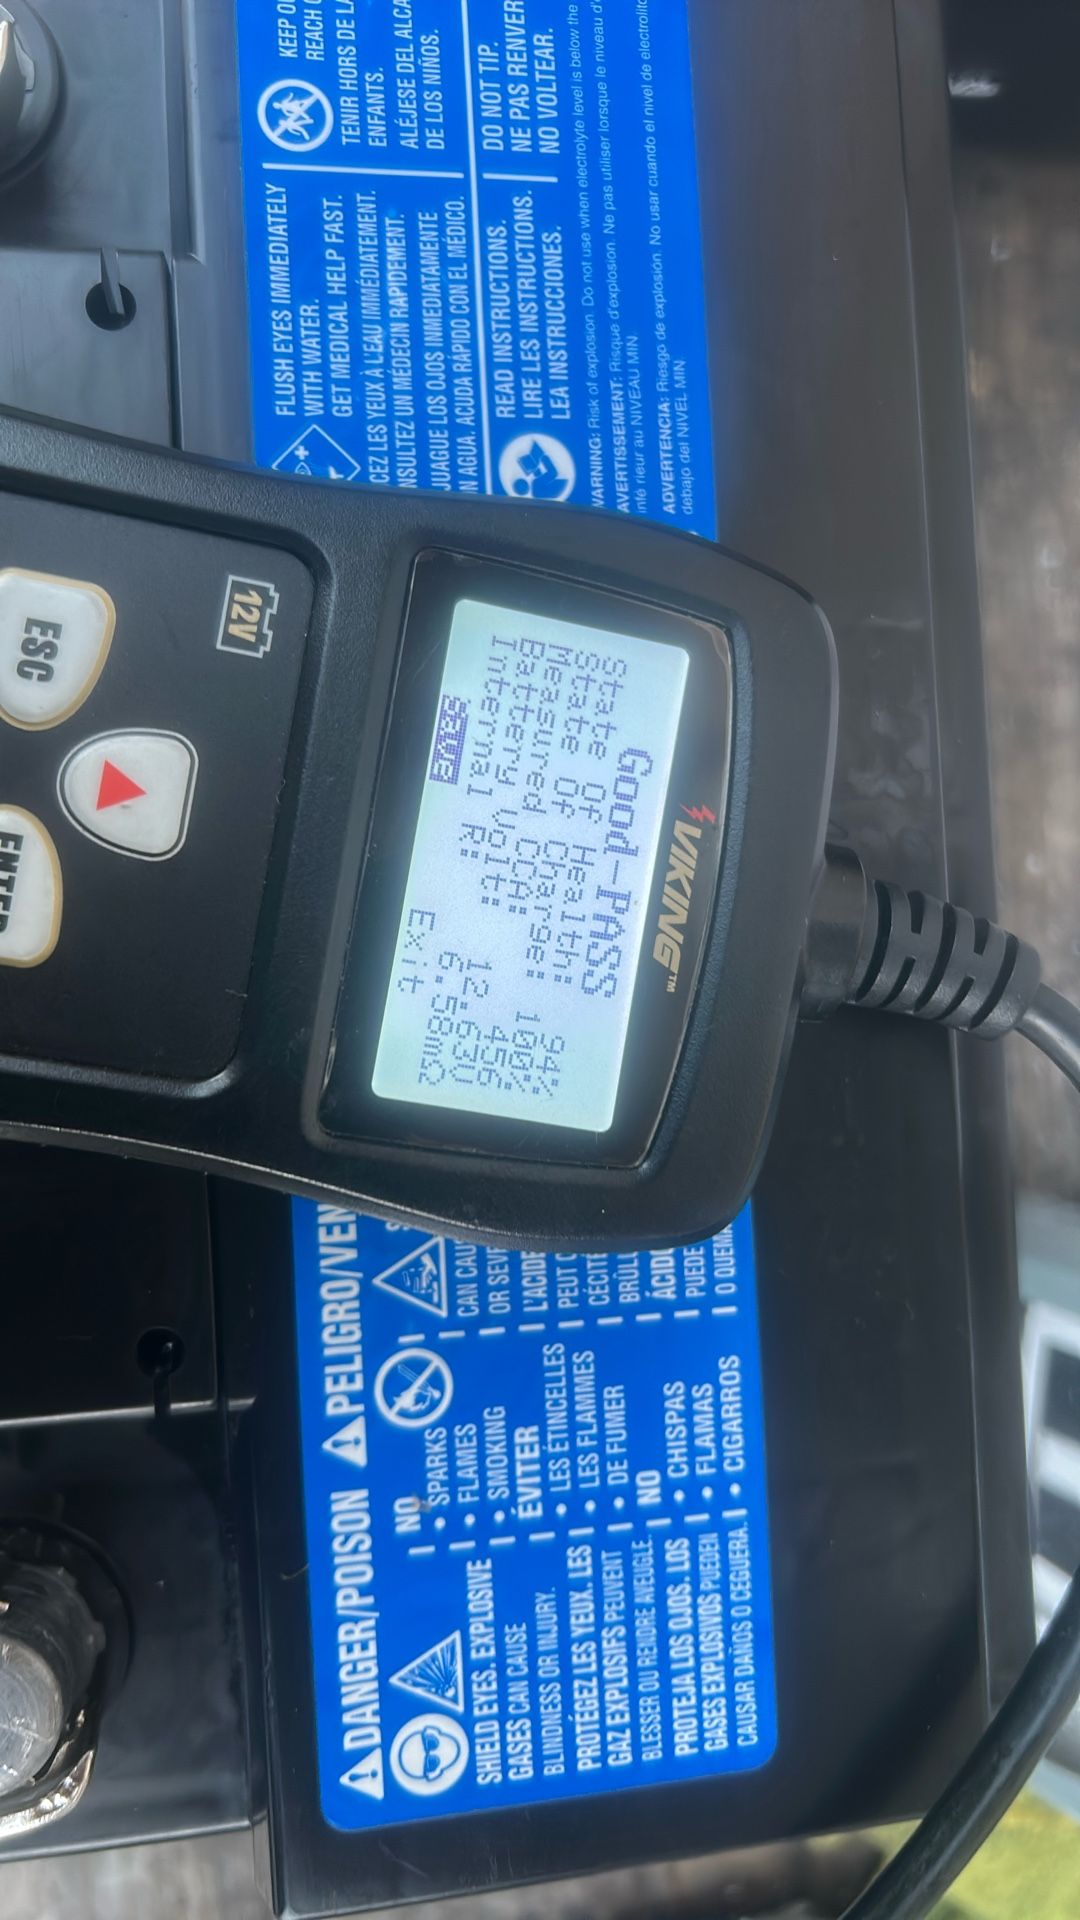 KEEP OU
REACH O
TENIR HORS DE LA
ENFANTS.
ALÉJESE DEL ALCA
DE LOS NIÑOS.
FLUSH EYES IMMEDIATELY
WITH WATER.
GET MEDICAL HELP FAST.
CEZ LES YEUX À L'EAU IMMÉDIATEMENT.
NSULTEZ UN MÉDECIN RAPIDEMENT.
JUAGUE LOS OJOS INMEDIATAMENTE
N AGUA. ACUDA RÁPIDO CON EL MÉDICO.
DO NOT TIP.
NE PAS RENVER
NO VOLTEAR.
READ INSTRUCTIONS.
LIRE LES INSTRUCTIONS.
LEA INSTRUCCIONES.
WARNING: Risk of explosion. Do not use when electrolyte level is below the
AVERTISSEMENT: Risque d'explosion. Ne pas utiliser lorsque le niveau d'
infé rieur au NIVEAU MIN.
ADVERTENCIA: Riesgo de explosión. No usar cuando el nivel de electrolito
debajo del NIVEL MIN.
VIKING™
Good-PASS
State Of Health: 94%
State Of Charge: 100%
Measured CCA: 456
Battery Volt: 12.63V
Internal R: 6.58mΩ
Exit
12V
ESC
ENTER
DANGER/POISON PELIGRO/VEN
SHIELD EYES. EXPLOSIVE
GASES CAN CAUSE
BLINDNESS OR INJURY.
PROTÉGEZ LES YEUX. LES
GAZ EXPLOSIFS PEUVENT
BLESSER OU RENDRE AVEUGLE.
PROTEJA LOS OJOS. LOS
GASES EXPLOSIVOS PUEDEN
CAUSAR DAÑOS O CEGUERA.
NO
• SPARKS
• FLAMES
• SMOKING
ÉVITER
• LES ÉTINCELLES
• LES FLAMMES
• DE FUMER
NO
• CHISPAS
• FLAMAS
• CIGARROS
S
CAN CAUS
OR SEVE
L'ACIDE
PEUT C
CÉCITÉ
BRÛLU
ÁCIDO
PUEDE
O QUEMA